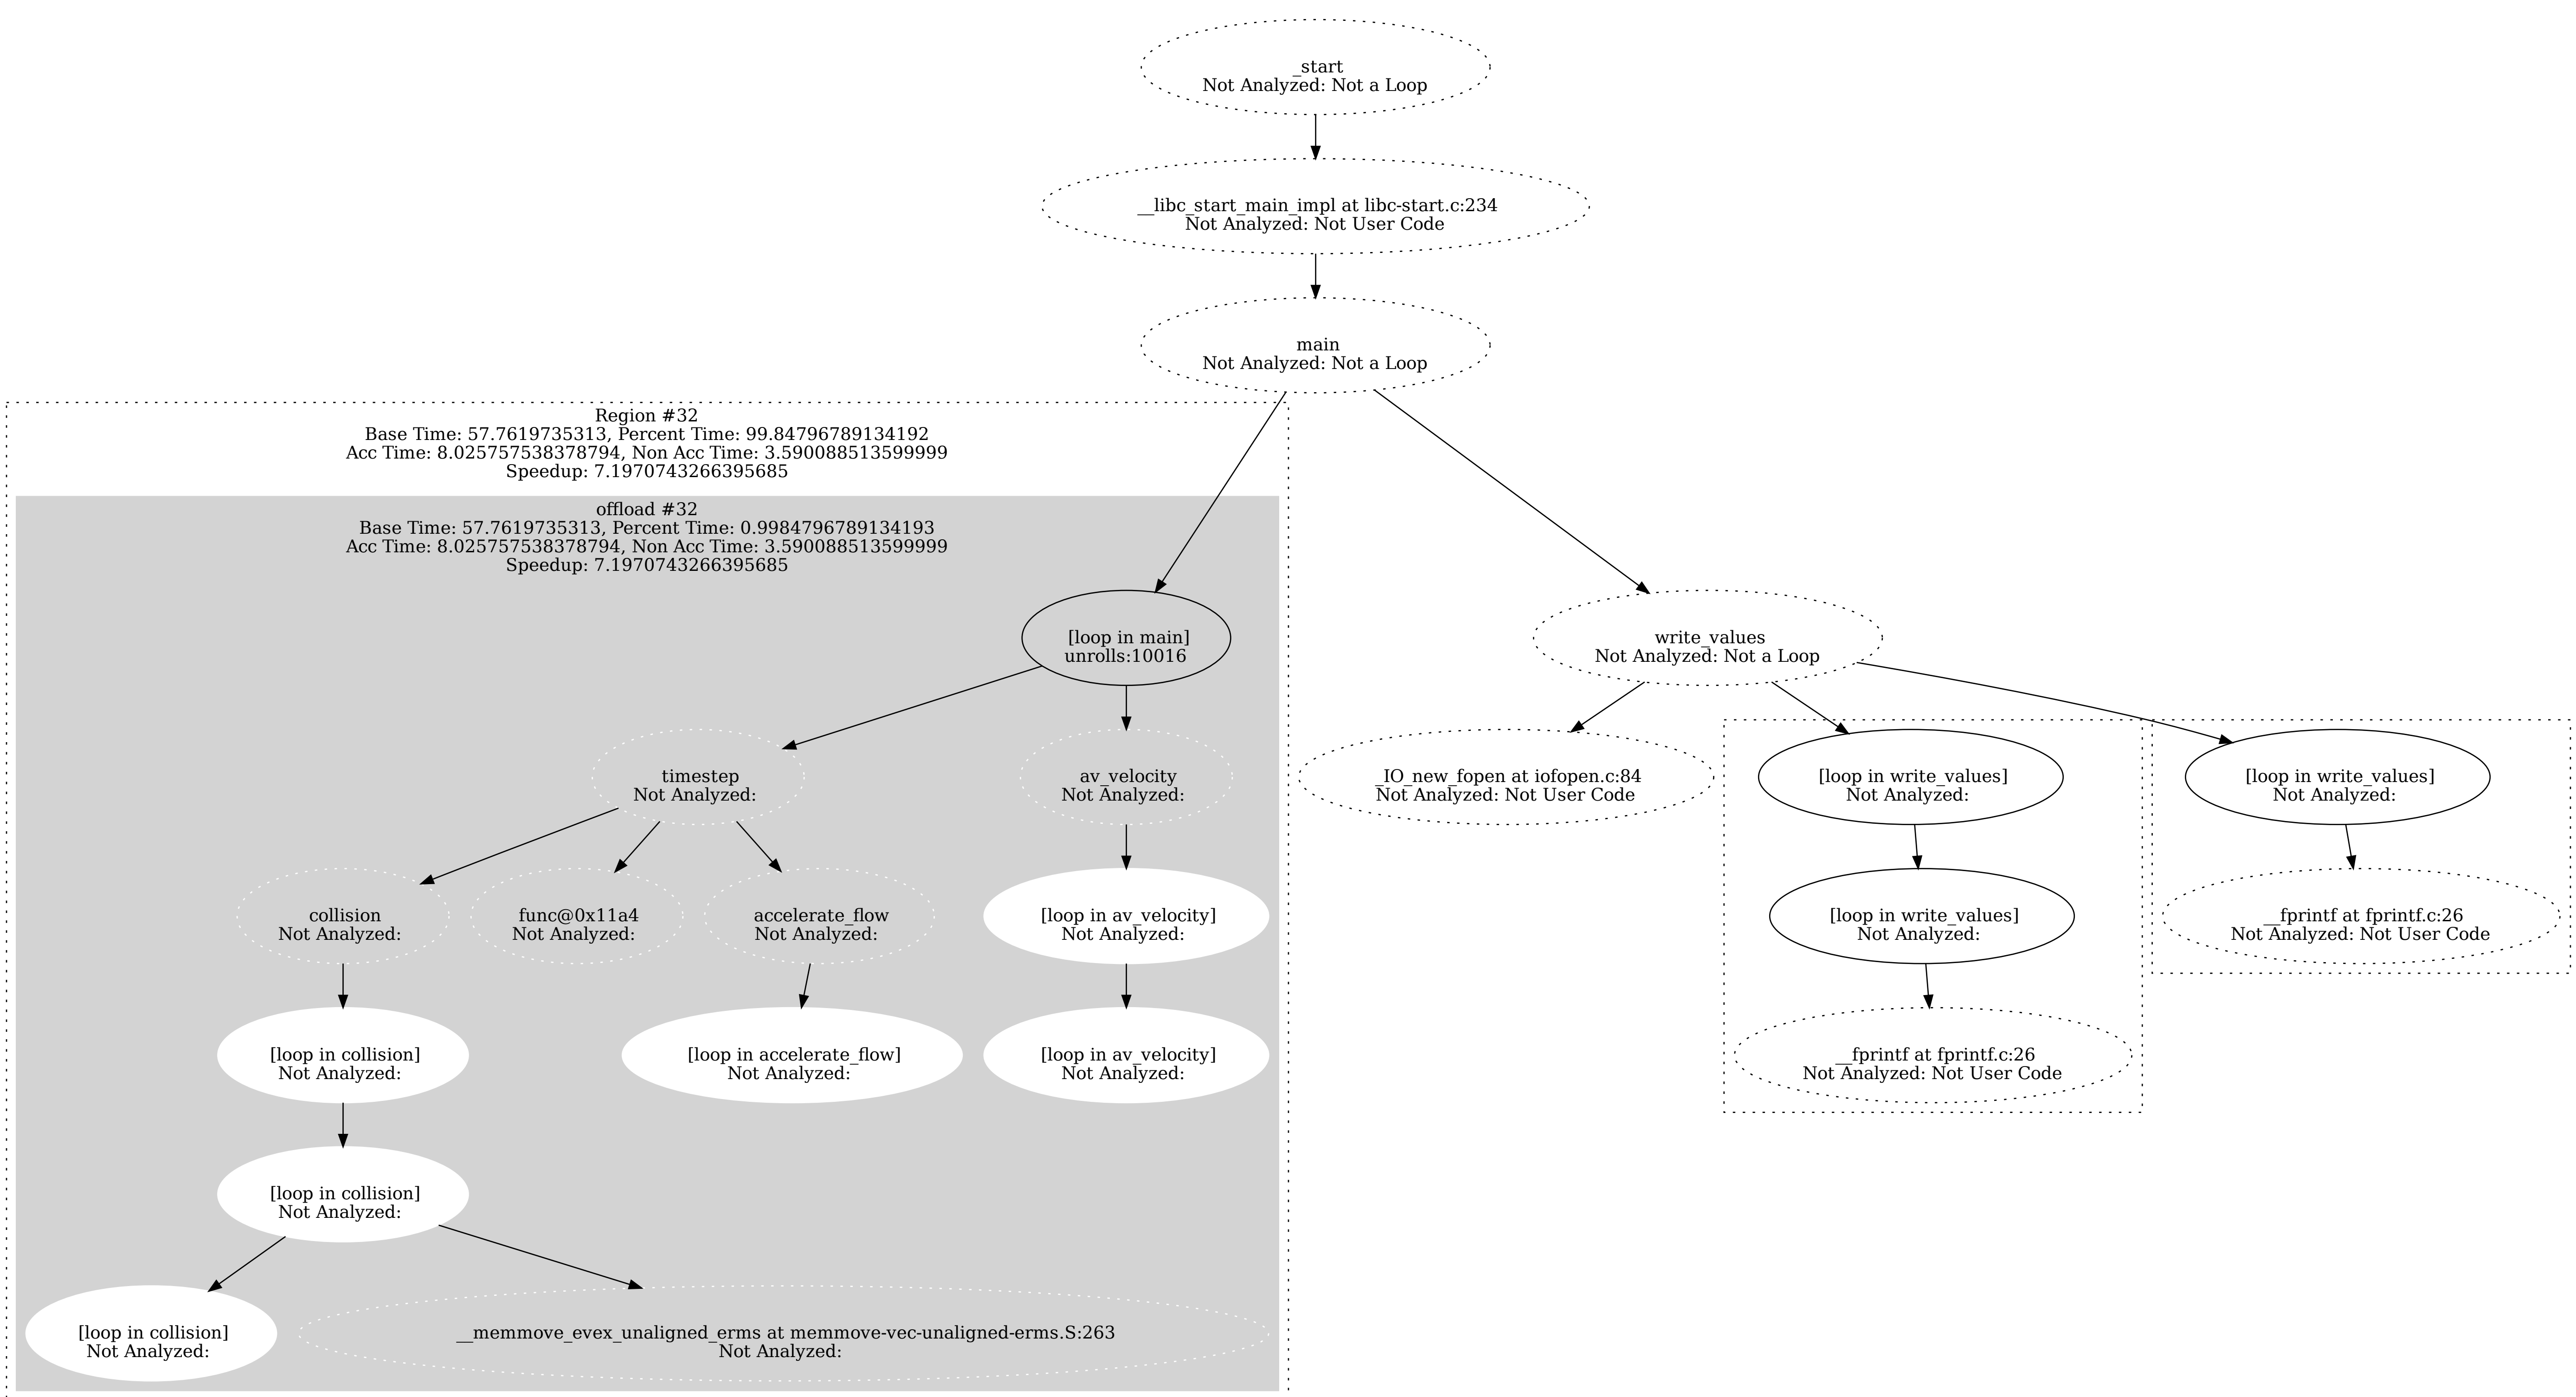 _start
Not Analyzed: Not a Loop
__libc_start_main_impl at libc-start.c:234
Not Analyzed: Not User Code
main
Not Analyzed: Not a Loop
Region #32
Base Time: 57.7619735313, Percent Time: 99.84796789134192
Acc Time: 8.025757538378794, Non Acc Time: 3.590088513599999
Speedup: 7.1970743266395685
offload #32
Base Time: 57.7619735313, Percent Time: 0.9984796789134193
Acc Time: 8.025757538378794, Non Acc Time: 3.590088513599999
Speedup: 7.1970743266395685
[loop in main]
unrolls:10016
write_values
Not Analyzed: Not a Loop
timestep
Not Analyzed:
av_velocity
Not Analyzed:
_IO_new_fopen at iofopen.c:84
Not Analyzed: Not User Code
[loop in write_values]
Not Analyzed:
[loop in write_values]
Not Analyzed:
collision
Not Analyzed:
func@0x11a4
Not Analyzed:
accelerate_flow
Not Analyzed:
[loop in av_velocity]
Not Analyzed:
[loop in write_values]
Not Analyzed:
__fprintf at fprintf.c:26
Not Analyzed: Not User Code
[loop in collision]
Not Analyzed:
[loop in accelerate_flow]
Not Analyzed:
[loop in av_velocity]
Not Analyzed:
__fprintf at fprintf.c:26
Not Analyzed: Not User Code
[loop in collision]
Not Analyzed:
[loop in collision]
Not Analyzed:
__memmove_evex_unaligned_erms at memmove-vec-unaligned-erms.S:263
Not Analyzed: